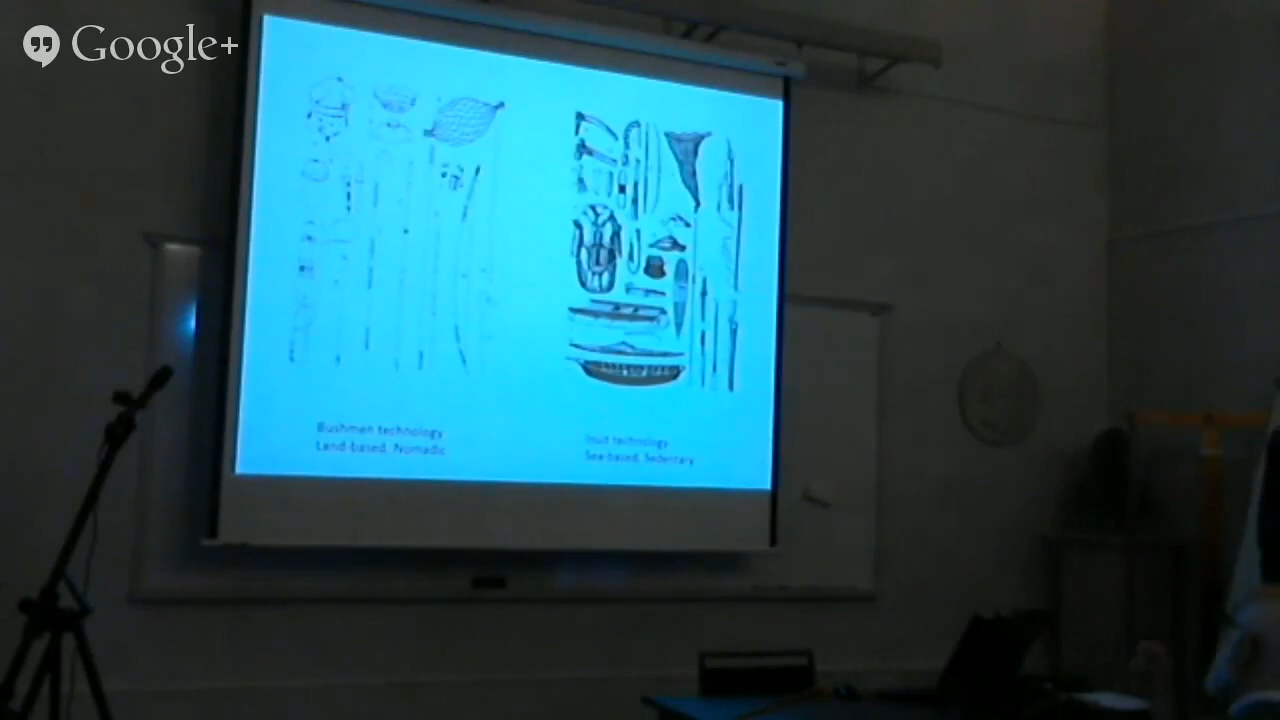 Google+
Bushmen technology
Land-based, Nomadic
Inuit technology
Sea-based, Sedentary